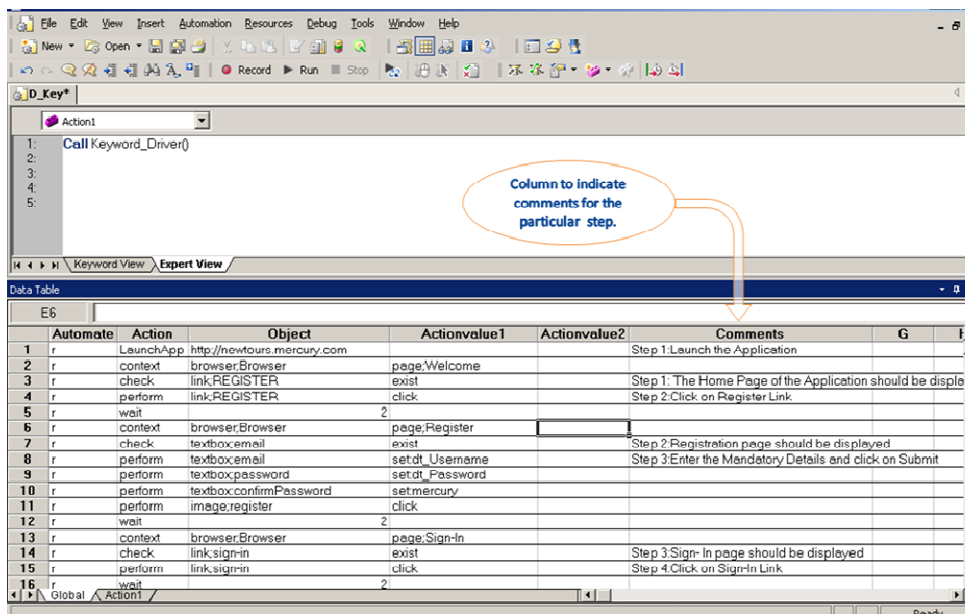 File Edit View Insert Automation Resources Debug Tools Window Help
New Open
Record Run Stop
D_Key*
Action1
1: Call Keyword_Driver()
2:
3:
4:
5:
Column to indicate
comments for the
particular step.
Keyword View Expert View
Data Table
E6
Automate Action Object Actionvalue1 Actionvalue2 Comments G
1 r LaunchApp http://newtours.mercury.com Step 1:Launch the Application
2 r context browser;Browser page;Welcome
3 r check link;REGISTER exist Step 1: The Home Page of the Application should be displa
4 r perform link;REGISTER click Step 2:Click on Register Link
5 r wait 2
6 r context browser;Browser page;Register
7 r check textbox;email exist Step 2:Registration page should be displayed
8 r perform textbox;email set:dt_Username Step 3:Enter the Mandatory Details and click on Submit
9 r perform textbox;password set:dt_Password
10 r perform textbox:confirmPassword set:mercury
11 r perform image;register click
12 r wait 2
13 r context browser;Browser page;Sign-In
14 r check link;sign-in exist Step 3:Sign- In page should be displayed
15 r perform link;sign-in click Step 4:Click on Sign-In Link
16 r wait 2
Global Action1
Ready